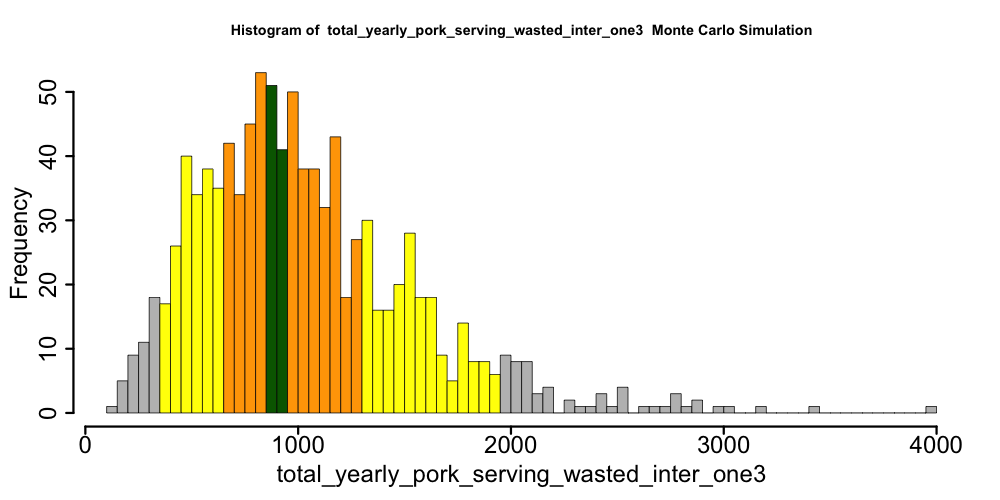 Histogram of  total_yearly_pork_serving_wasted_inter_one3  Monte Carlo Simulation
Frequency
50
40
30
20
10
0
0 1000 2000 3000 4000
total_yearly_pork_serving_wasted_inter_one3